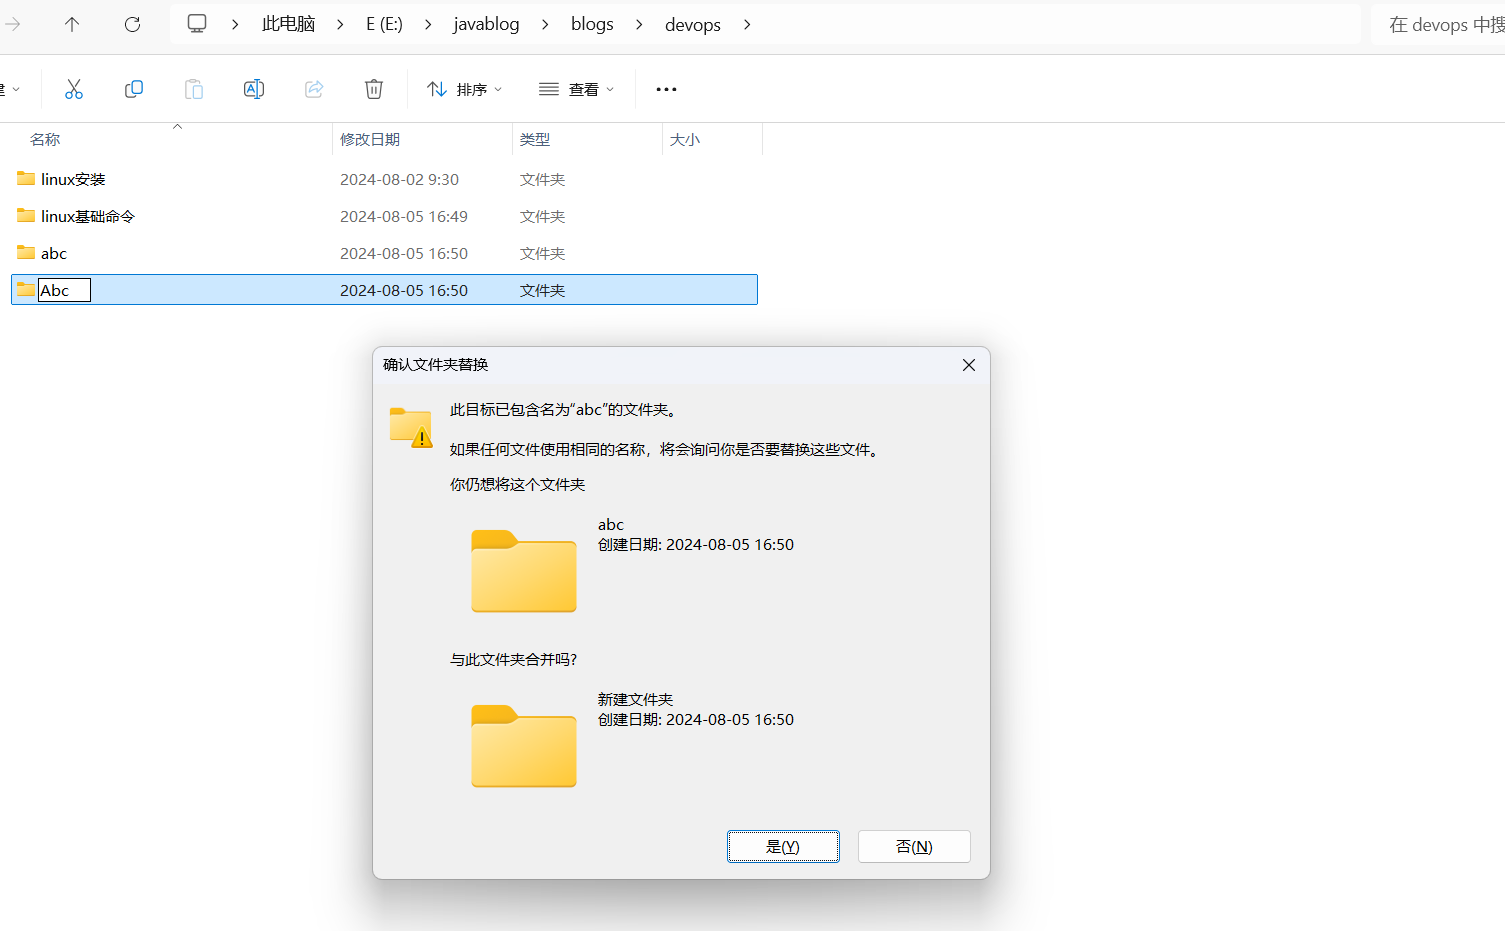 此电脑 E (E:) javablog blogs devops 在 devops 中搜
排序 查看
名称 修改日期 类型 大小
linux安装 2024-08-02 9:30 文件夹
linux基础命令 2024-08-05 16:49 文件夹
abc 2024-08-05 16:50 文件夹
Abc 2024-08-05 16:50 文件夹
确认文件夹替换
此目标已包含名为“abc”的文件夹。
如果任何文件使用相同的名称，将会询问你是否要替换这些文件。
你仍想将这个文件夹
abc
创建日期: 2024-08-05 16:50
与此文件夹合并吗?
新建文件夹
创建日期: 2024-08-05 16:50
是(Y) 否(N)